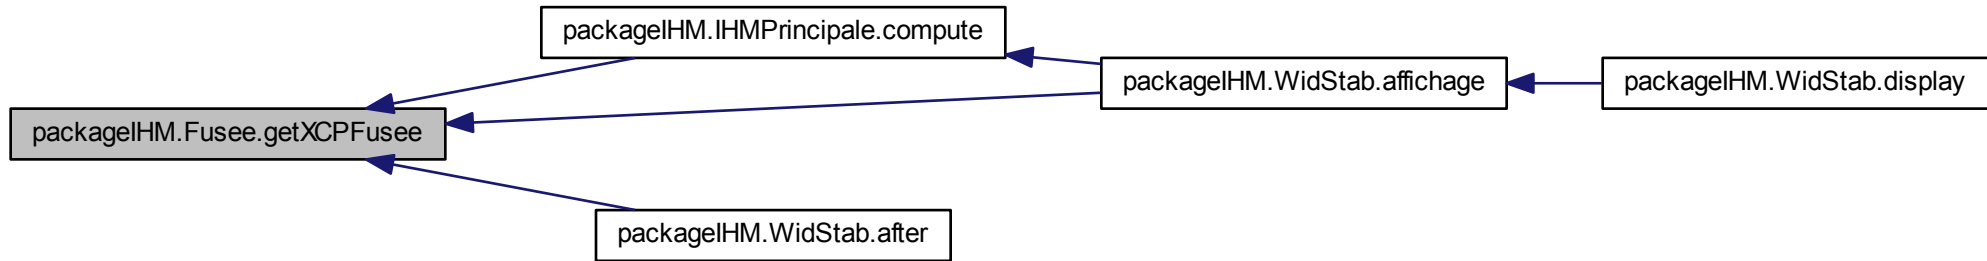 packageIHM.IHMPrincipale.compute
packageIHM.WidStab.affichage
packageIHM.WidStab.display
packageIHM.Fusee.getXCPFusee
packageIHM.WidStab.after